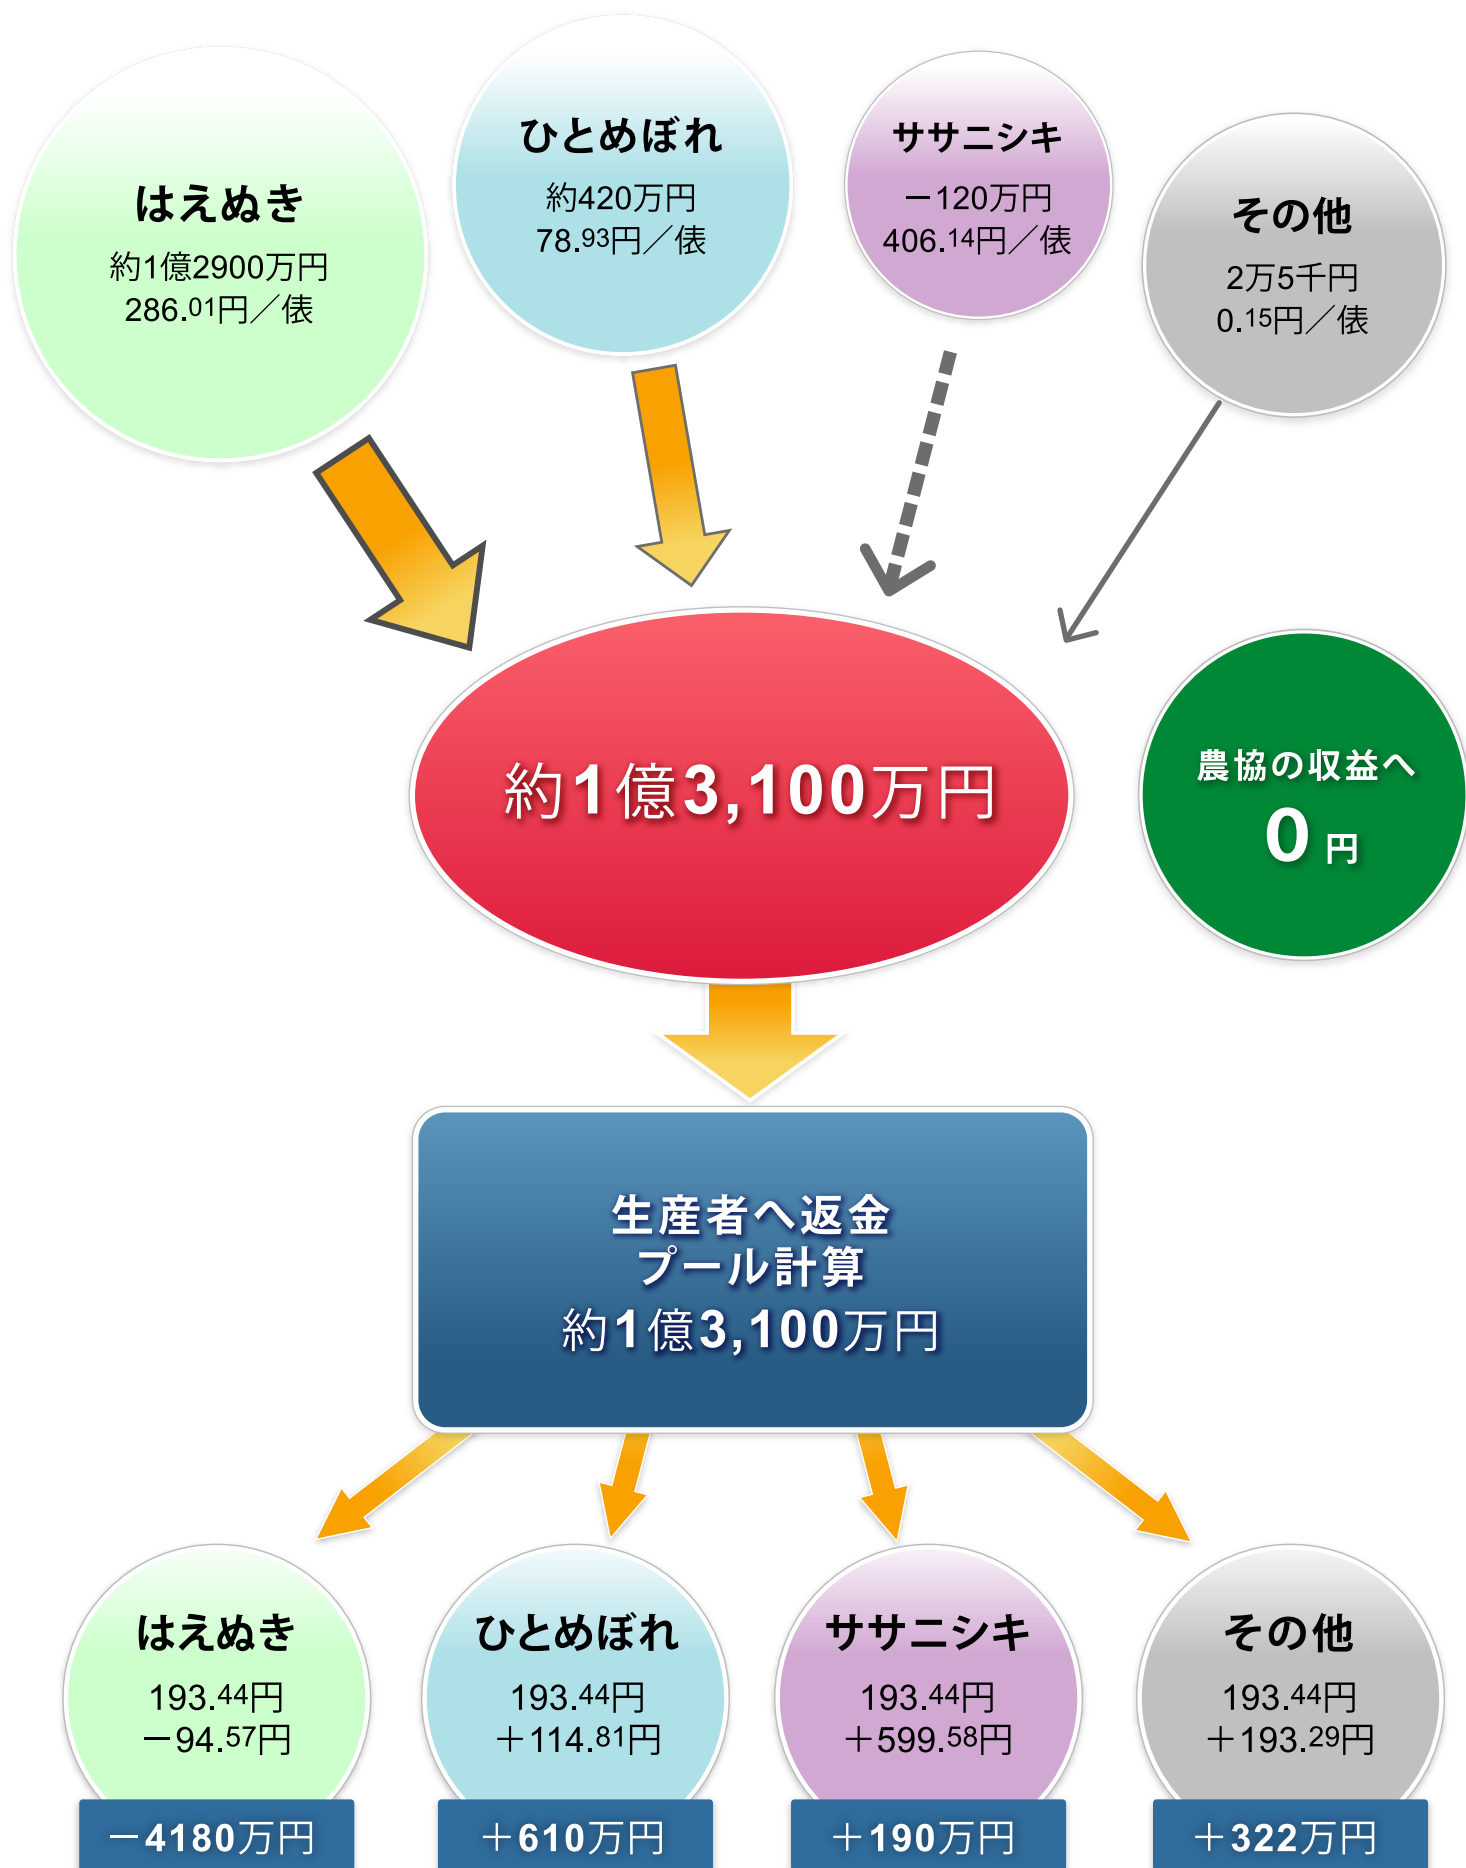 はえぬき
約1億2900万円
286.01円／俵
ひとめぼれ
約420万円
78.93円／俵
ササニシキ
－120万円
406.14円／俵
その他
2万5千円
0.15円／俵
約1億3,100万円
農協の収益へ
0円
生産者へ返金
プール計算
約1億3,100万円
はえぬき
193.44円
－94.57円
－4180万円
ひとめぼれ
193.44円
＋114.81円
＋610万円
ササニシキ
193.44円
＋599.58円
＋190万円
その他
193.44円
＋193.29円
＋322万円